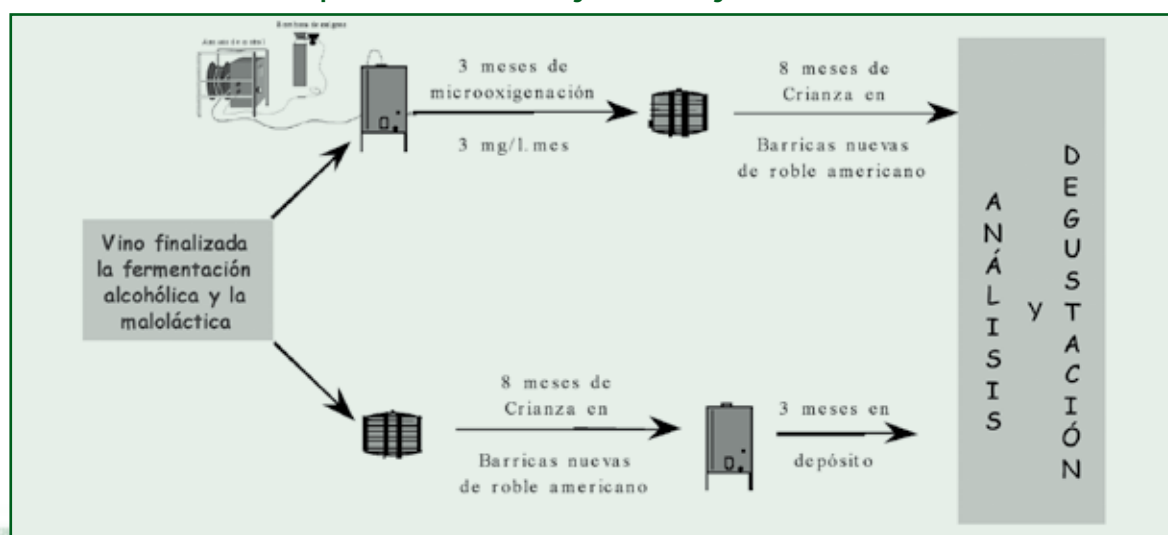 3 meses de
microoxigenación
3 mg/l.mes
8 meses de
Crianza en
Barricas nuevas
de roble americano
Vino finalizada
la fermentación
alcohólica y la
maloláctica
8 meses de
Crianza en
Barricas nuevas
de roble americano
3 meses en
depósito
ANÁLISIS
y
DEGUSTACIÓN